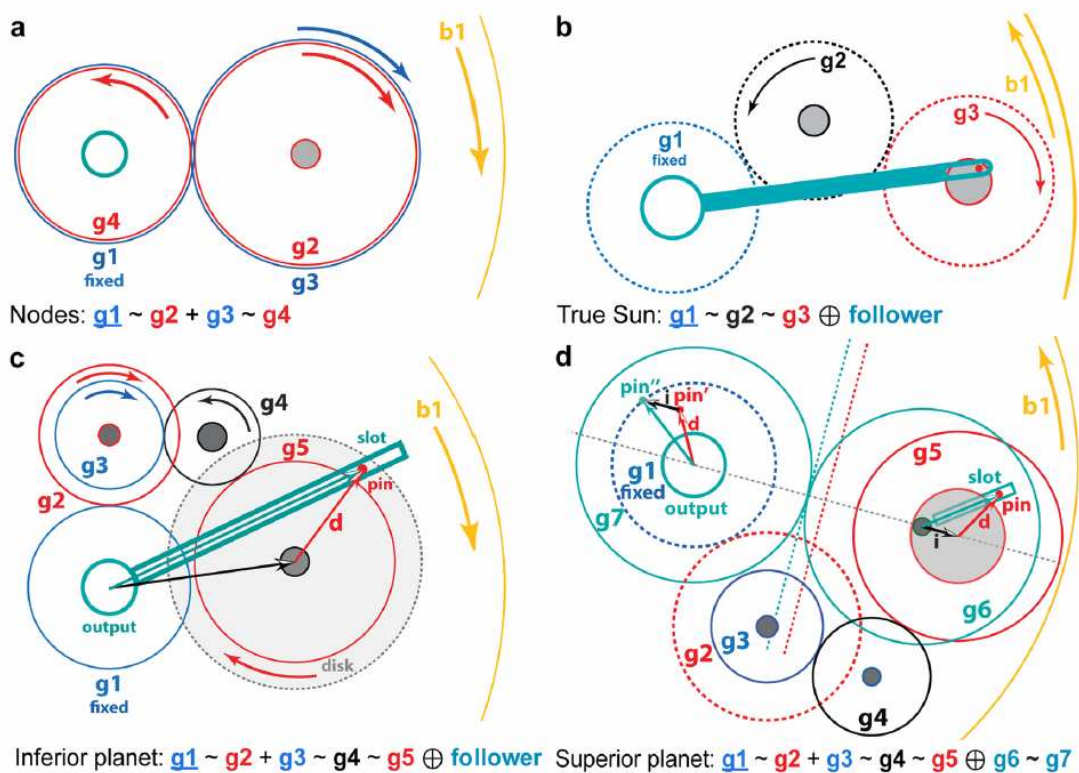 a
b1
g4
g1
fixed
g2
g3
Nodes: g1 ~ g2 + g3 ~ g4
b
g2
b1
g3
g1
fixed
True Sun: g1 ~ g2 ~ g3 ⊕ follower
c
g4
b1
slot
g3
g5
pin
g2
d
output
disk
g1
fixed
Inferior planet: g1 ~ g2 + g3 ~ g4 ~ g5 ⊕ follower
d
pin''
i
pin'
d
b1
g5
g1
fixed
slot
pin
g7
output
d
i
g6
g2
g3
g4
Superior planet: g1 ~ g2 + g3 ~ g4 ~ g5 ⊕ g6 ~ g7